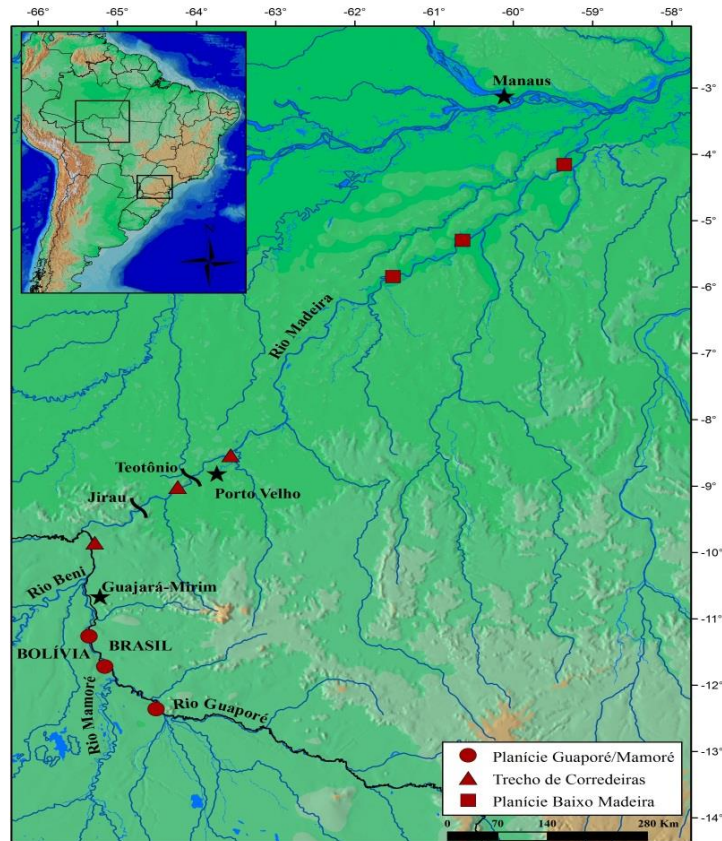 -66° -65° -64° -63° -62° -61° -60° -59° -58°
Manaus
-3°
-4°
-5°
N
-6°
Rio Madeira
-7°
-8°
Teotônio
Porto Velho
-9°
Jirau
-10°
Rio Beni
Guajará-Mirim
-11°
BOLÍVIA BRASIL
Rio Mamoré
Rio Guaporé
-12°
-13°
-14°
Planície Guaporé/Mamoré
Trecho de Corredeiras
Planície Baixo Madeira
0 70 140 280 Km